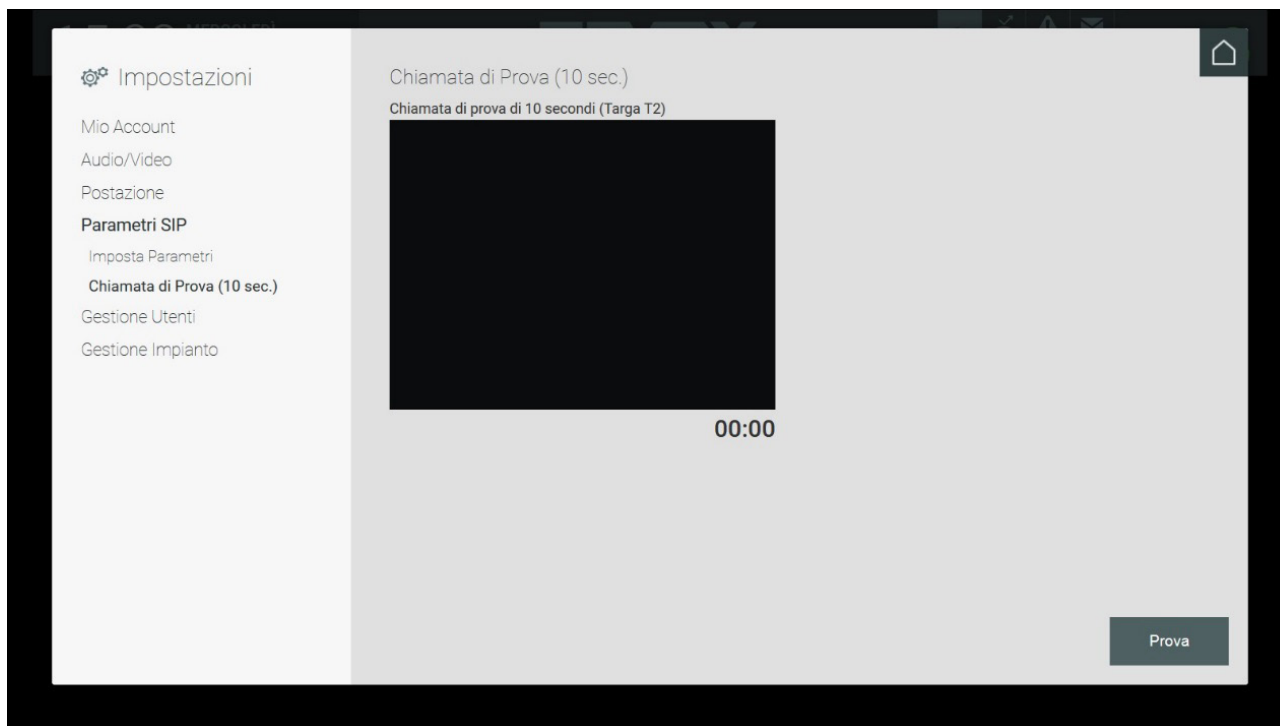 Impostazioni
Mio Account
Audio/Video
Postazione
Parametri SIP
Imposta Parametri
Chiamata di Prova (10 sec.)
Gestione Utenti
Gestione Impianto
Chiamata di Prova (10 sec.)
Chiamata di prova di 10 secondi (Targa T2)
00:00
Prova